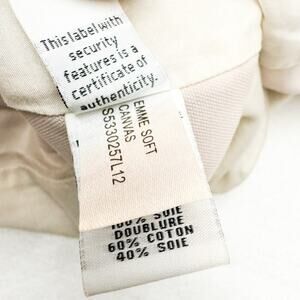 This label with
security
features is a
certificate of
authenticity.
EMME SOFT
CANVAS
S5330257L12
100% SOIE
DOUBLURE
60% COTON
40% SOIE